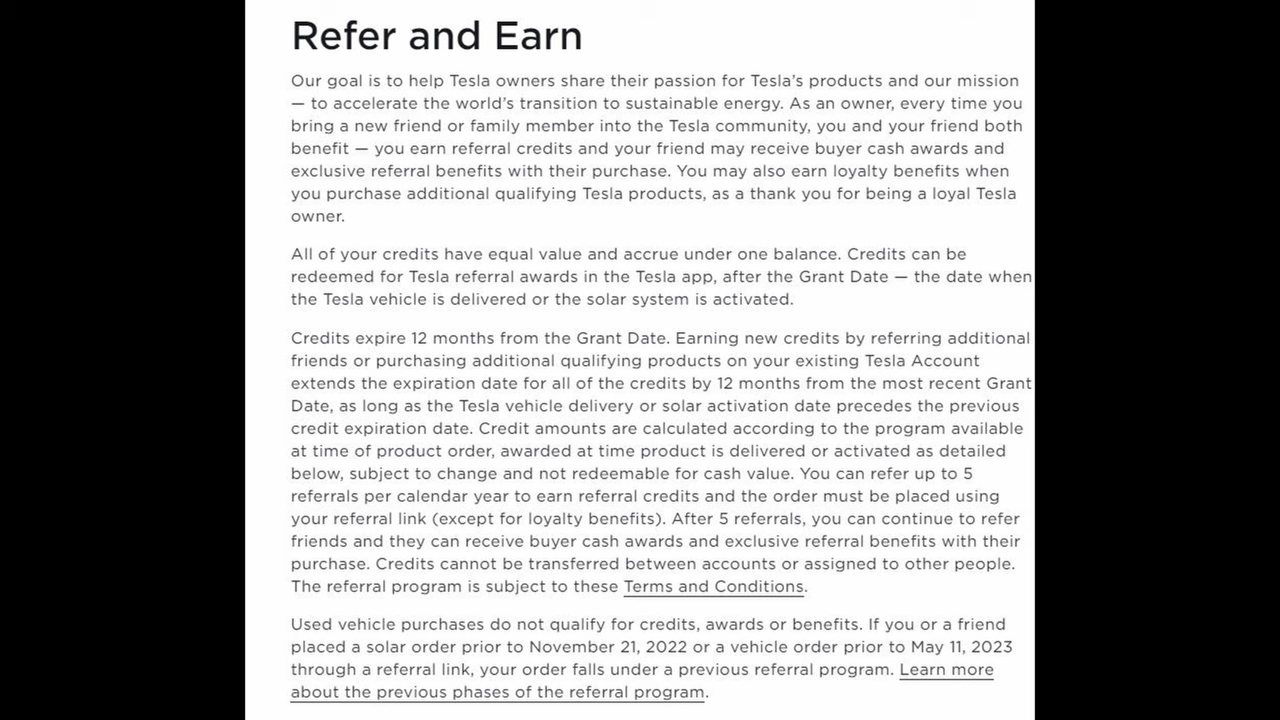 Refer and Earn
Our goal is to help Tesla owners share their passion for Tesla's products and our mission
— to accelerate the world's transition to sustainable energy. As an owner, every time you
bring a new friend or family member into the Tesla community, you and your friend both
benefit — you earn referral credits and your friend may receive buyer cash awards and
exclusive referral benefits with their purchase. You may also earn loyalty benefits when
you purchase additional qualifying Tesla products, as a thank you for being a loyal Tesla
owner.
All of your credits have equal value and accrue under one balance. Credits can be
redeemed for Tesla referral awards in the Tesla app, after the Grant Date — the date when
the Tesla vehicle is delivered or the solar system is activated.
Credits expire 12 months from the Grant Date. Earning new credits by referring additional
friends or purchasing additional qualifying products on your existing Tesla Account
extends the expiration date for all of the credits by 12 months from the most recent Grant
Date, as long as the Tesla vehicle delivery or solar activation date precedes the previous
credit expiration date. Credit amounts are calculated according to the program available
at time of product order, awarded at time product is delivered or activated as detailed
below, subject to change and not redeemable for cash value. You can refer up to 5
referrals per calendar year to earn referral credits and the order must be placed using
your referral link (except for loyalty benefits). After 5 referrals, you can continue to refer
friends and they can receive buyer cash awards and exclusive referral benefits with their
purchase. Credits cannot be transferred between accounts or assigned to other people.
The referral program is subject to these Terms and Conditions.
Used vehicle purchases do not qualify for credits, awards or benefits. If you or a friend
placed a solar order prior to November 21, 2022 or a vehicle order prior to May 11, 2023
through a referral link, your order falls under a previous referral program. Learn more
about the previous phases of the referral program.